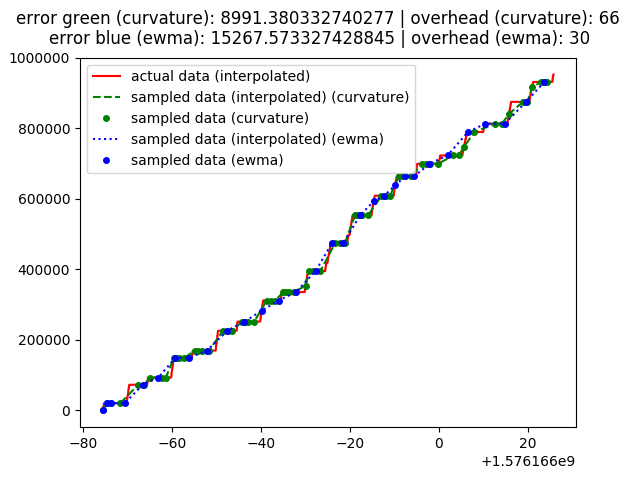 error green (curvature): 8991.380332740277 | overhead (curvature): 66
error blue (ewma): 15267.573327428845 | overhead (ewma): 30
1000000
800000
600000
400000
200000
0
actual data (interpolated)
sampled data (interpolated) (curvature)
sampled data (curvature)
sampled data (interpolated) (ewma)
sampled data (ewma)
−80 −60 −40 −20 0 20
+1.576166e9